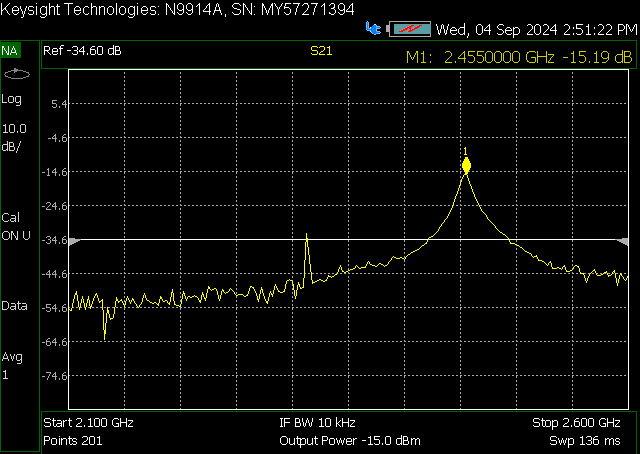 Keysight Technologies: N9914A, SN: MY57271394
Wed, 04 Sep 2024 2:51:22 PM
NA
Ref -34.60 dB
S21
M1: 2.4550000 GHz -15.19 dB
Log
10.0
dB/
Cal
ON U
Data
Avg
1
5.4
-4.6
-14.6
-24.6
-34.6
-44.6
-54.6
-64.6
-74.6
1
Start 2.100 GHz
IF BW 10 kHz
Stop 2.600 GHz
Points 201
Output Power -15.0 dBm
Swp 136 ms